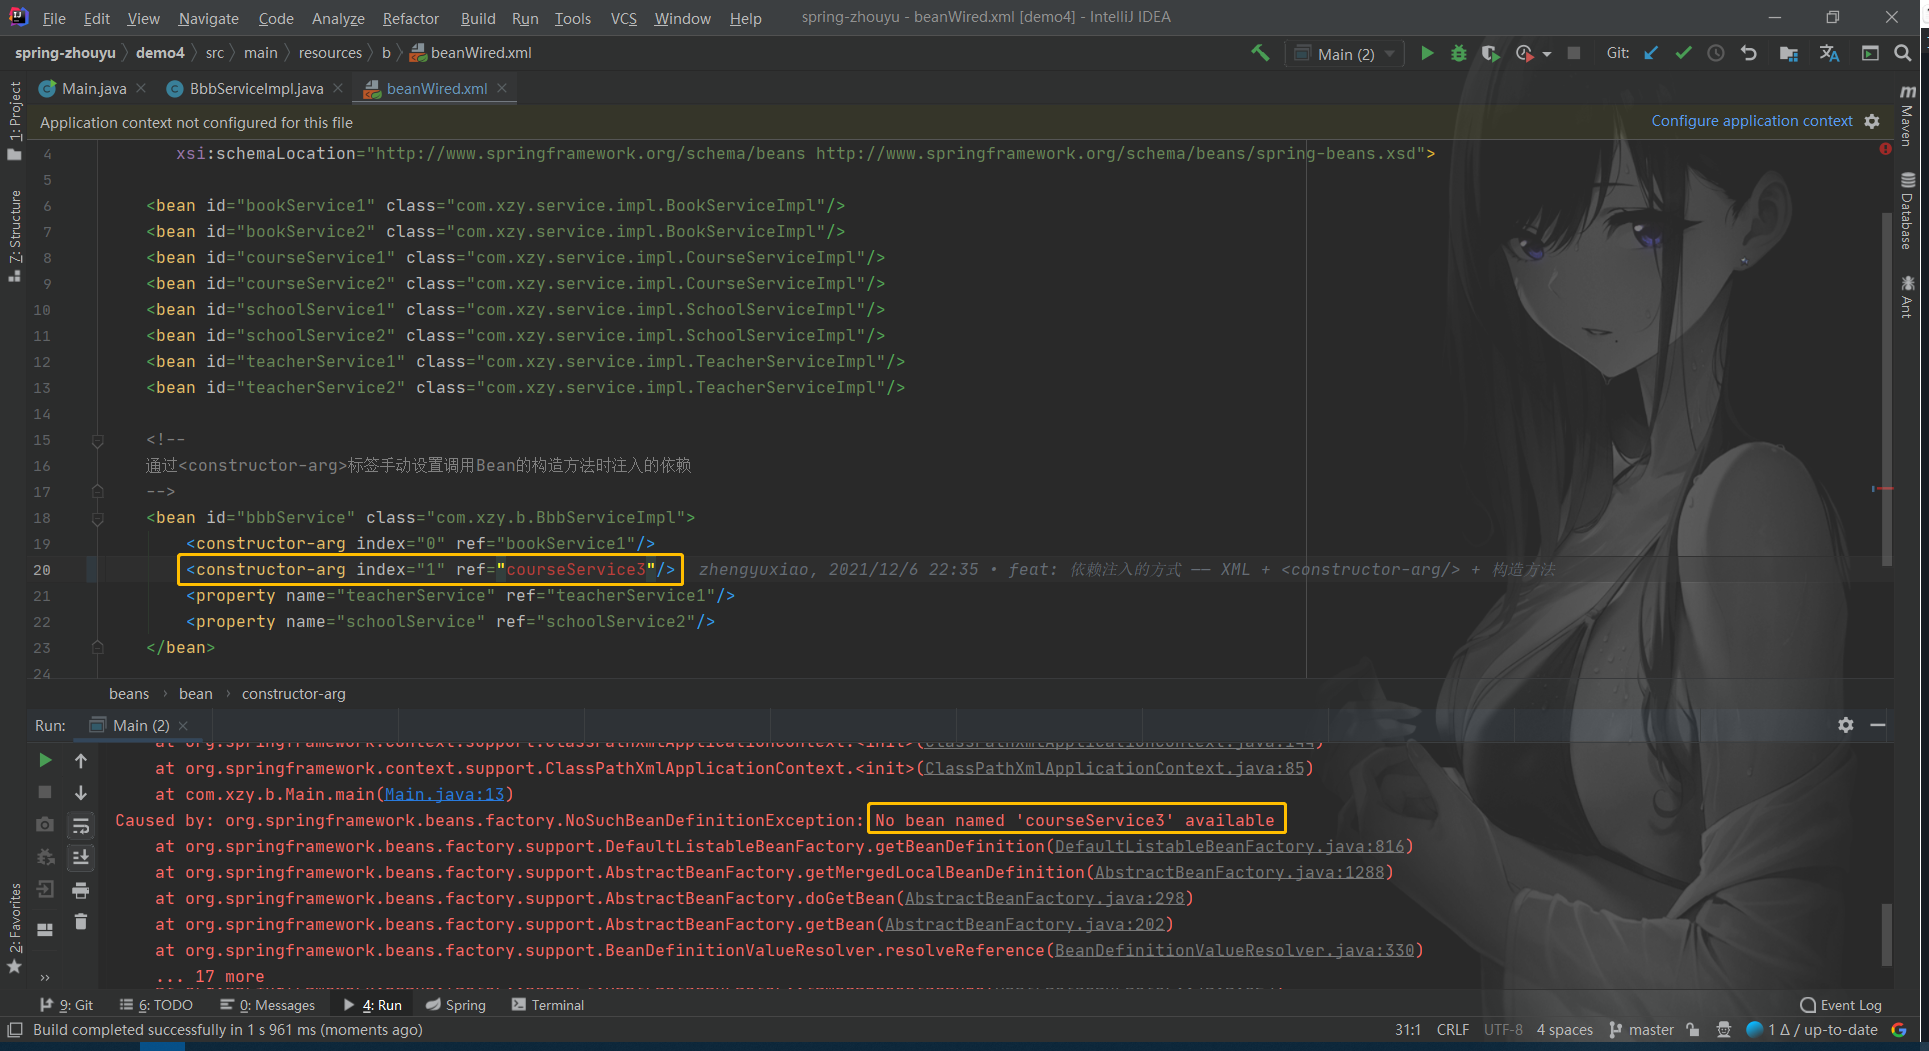 File Edit View Navigate Code Analyze Refactor Build Run Tools VCS Window Help spring-zhouyu - beanWired.xml [demo4] - IntelliJ IDEA
spring-zhouyu demo4 src main resources b beanWired.xml Main (2) Git:
Main.java BbbServiceImpl.java beanWired.xml
Application context not configured for this file Configure application context
1: Project
7: Structure
2: Favorites
Maven
Database
Ant
4 xsi:schemaLocation="http://www.springframework.org/schema/beans http://www.springframework.org/schema/beans/spring-beans.xsd">
5
6 <bean id="bookService1" class="com.xzy.service.impl.BookServiceImpl"/>
7 <bean id="bookService2" class="com.xzy.service.impl.BookServiceImpl"/>
8 <bean id="courseService1" class="com.xzy.service.impl.CourseServiceImpl"/>
9 <bean id="courseService2" class="com.xzy.service.impl.CourseServiceImpl"/>
10 <bean id="schoolService1" class="com.xzy.service.impl.SchoolServiceImpl"/>
11 <bean id="schoolService2" class="com.xzy.service.impl.SchoolServiceImpl"/>
12 <bean id="teacherService1" class="com.xzy.service.impl.TeacherServiceImpl"/>
13 <bean id="teacherService2" class="com.xzy.service.impl.TeacherServiceImpl"/>
14
15 <!--
16 通过<constructor-arg>标签手动设置调用Bean的构造方法时注入的依赖
17 -->
18 <bean id="bbbService" class="com.xzy.b.BbbServiceImpl">
19 <constructor-arg index="0" ref="bookService1"/>
20 <constructor-arg index="1" ref="courseService3"/> zhengyuxiao, 2021/12/6 22:35 • feat: 依赖注入的方式 —— XML + <constructor-arg/> + 构造方法
21 <property name="teacherService" ref="teacherService1"/>
22 <property name="schoolService" ref="schoolService2"/>
23 </bean>
24
beans › bean › constructor-arg
Run: Main (2)
at org.springframework.context.support.ClassPathXmlApplicationContext.<init>(ClassPathXmlApplicationContext.java:144)
at org.springframework.context.support.ClassPathXmlApplicationContext.<init>(ClassPathXmlApplicationContext.java:85)
at com.xzy.b.Main.main(Main.java:13)
Caused by: org.springframework.beans.factory.NoSuchBeanDefinitionException: No bean named 'courseService3' available
at org.springframework.beans.factory.support.DefaultListableBeanFactory.getBeanDefinition(DefaultListableBeanFactory.java:816)
at org.springframework.beans.factory.support.AbstractBeanFactory.getMergedLocalBeanDefinition(AbstractBeanFactory.java:1288)
at org.springframework.beans.factory.support.AbstractBeanFactory.doGetBean(AbstractBeanFactory.java:298)
at org.springframework.beans.factory.support.AbstractBeanFactory.getBean(AbstractBeanFactory.java:202)
at org.springframework.beans.factory.support.BeanDefinitionValueResolver.resolveReference(BeanDefinitionValueResolver.java:330)
... 17 more
9: Git 6: TODO 0: Messages 4: Run Spring Terminal Event Log
Build completed successfully in 1 s 961 ms (moments ago) 31:1 CRLF UTF-8 4 spaces master 1 Δ / up-to-date